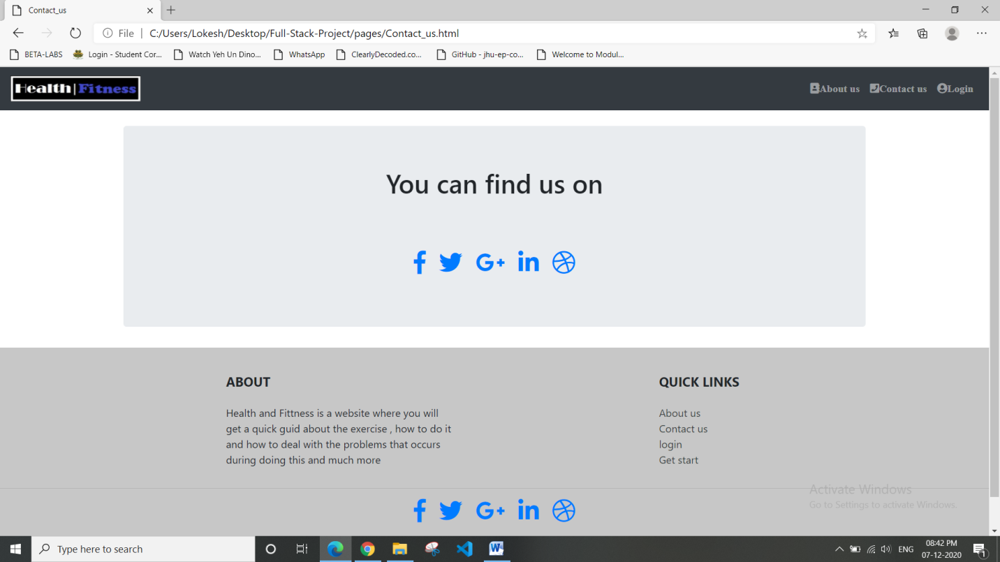 Contact_us
File
C:/Users/Lokesh/Desktop/Full-Stack-Project/pages/Contact_us.html
BETA-LABS
Login - Student Cor...
Watch Yeh Un Dino...
WhatsApp
ClearlyDecoded.co...
GitHub - jhu-ep-co...
Welcome to Modul...
Health|Fitness
About us
Contact us
Login
You can find us on
ABOUT
Health and Fittness is a website where you will
get a quick guid about the exercise , how to do it
and how to deal with the problems that occurs
during doing this and much more
QUICK LINKS
About us
Contact us
login
Get start
Activate Windows
Go to Settings to activate Windows.
Type here to search
ENG
08:42 PM
07-12-2020
1